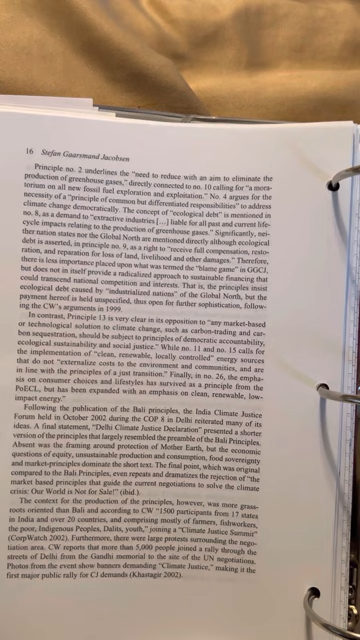 16 Stefan Gaarsmand Jacobsen
Principle no. 2 underlines the "need to reduce with an aim to eliminate the
production of greenhouse gases," directly connected to no. 10 calling for "a mora-
torium on all new fossil fuel exploration and exploitation." No. 4 argues for the
necessity of a "principle of common but differentiated responsibilities" to address
climate change democratically. The concept of "ecological debt" is mentioned in
no. 8, as a demand to "extractive industries [...] liable for all past and current life-
cycle impacts relating to the production of greenhouse gases." Significantly, nei-
ther nation states nor the Global North are mentioned directly although ecological
debt is asserted, in principle no. 9, as a right to "receive full compensation, resto-
ration, and reparation for loss of land, livelihood and other damages." Therefore,
there is less importance placed upon what was termed the "blame game" in GGCJ,
but does not in itself provide a radicalized approach to sustainable financing that
could transcend national competition and interests. That is, the principles insist
ecological debt caused by "industrialized nations" of the Global North, but the
payment hereof is held unspecified, thus open for further sophistication, follow-
ing the CW's arguments in 1999.
In contrast, Principle 13 is very clear in its opposition to "any market-based
or technological solution to climate change, such as carbon-trading and car-
bon sequestration, should be subject to principles of democratic accountability,
ecological sustainability and social justice." While no. 11 and no. 15 calls for
the implementation of "clean, renewable, locally controlled" energy sources
that do not "externalize costs to the environment and communities, and are
in line with the principles of a just transition." Finally, in no. 26, the empha-
sis on consumer choices and lifestyles has survived as a principle from the
PoECL, but has been expanded with an emphasis on clean, renewable, low-
impact energy."
Following the publication of the Bali principles, the India Climate Justice
Forum held in October 2002 during the COP 8 in Delhi reiterated many of its
ideas. A final statement, "Delhi Climate Justice Declaration" presented a shorter
version of the principles that largely resembled the preamble of the Bali Principles.
Absent was the framing around protection of Mother Earth, but the economic
questions of equity, unsustainable production and consumption, food sovereignty
and market-principles dominate the short text. The final point, which was original
compared to the Bali Principles, even repeats and dramatizes the rejection of "the
market based principles that guide the current negotiations to solve the climate
crisis: Our World is Not for Sale!" (ibid.).
The context for the production of the principles, however, was more grass-
roots oriented than Bali and according to CW "1500 participants from 17 states
in India and over 20 countries, and comprising mostly of farmers, fishworkers,
the poor, Indigenous Peoples, Dalits, youth," joining a "Climate Justice Summit"
(CorpWatch 2002). Furthermore, there were large protests surrounding the nego-
tiation area. CW reports that more than 5,000 people joined a rally through the
streets of Delhi from the Gandhi memorial to the site of the UN negotiations.
Photos from the event show banners demanding "Climate Justice," making it the
first major public rally for CJ demands (Khastagir 2002).